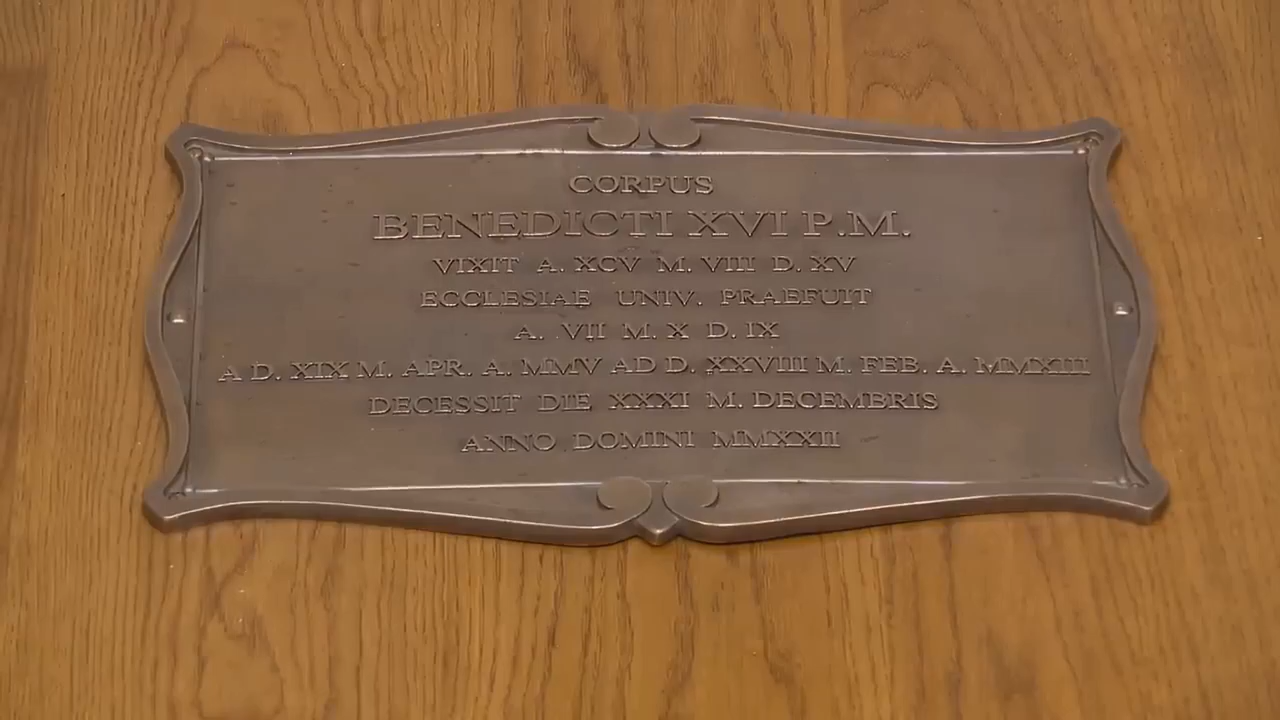 CORPUS
BENEDICTI XVI P.M.
VIXIT A. XCV M. VIII D. XV
ECCLESIAE UNIV. PRAEFUIT
A. VII M. X D. IX
A D. XIX M. APR. A. MMV AD D. XXVIII M. FEB. A. MMXIII
DECESSIT DIE XXXI M. DECEMBRIS
ANNO DOMINI MMXXII